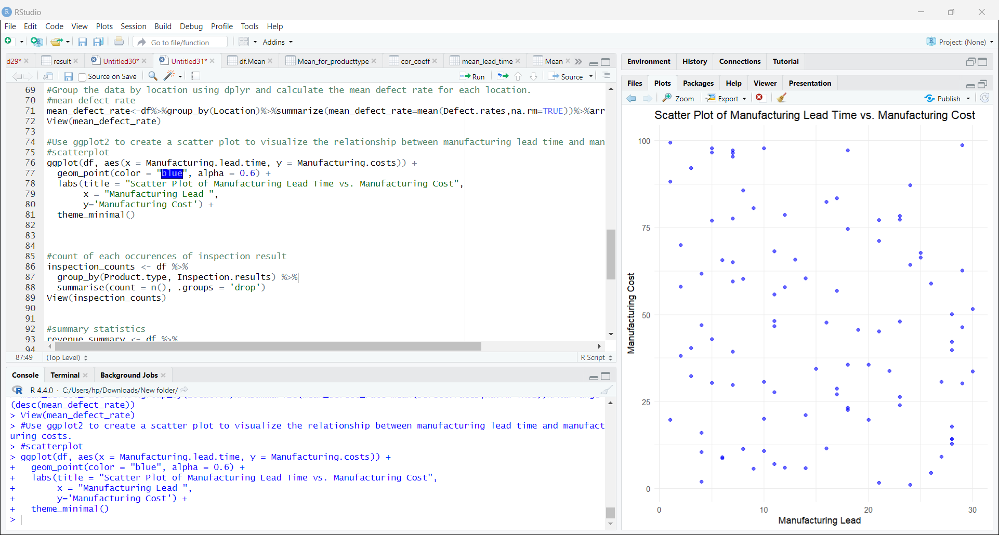 RStudio
File Edit Code View Plots Session Build Debug Profile Tools Help
Go to file/function Addins Project: (None)
d29* result Untitled30* Untitled31* df.Mean Mean_for_producttype cor_coeff mean_lead_time Mean
Source on Save Run Source
69 #Group the data by location using dplyr and calculate the mean defect rate for each location.
70 #mean defect rate
71 mean_defect_rate<-df%>%group_by(Location)%>%summarize(mean_defect_rate=mean(Defect.rates,na.rm=TRUE))%>%arr
72 View(mean_defect_rate)
73
74 #Use ggplot2 to create a scatter plot to visualize the relationship between manufacturing lead time and man
75 #scatterplot
76 ggplot(df, aes(x = Manufacturing.lead.time, y = Manufacturing.costs)) +
77 geom_point(color = "blue", alpha = 0.6) +
78 labs(title = "Scatter Plot of Manufacturing Lead Time vs. Manufacturing Cost",
79 x = "Manufacturing Lead ",
80 y='Manufacturing Cost') +
81 theme_minimal()
82
83
84
85 #count of each occurences of inspection result
86 inspection_counts <- df %>%
87 group_by(Product.type, Inspection.results) %>%
88 summarise(count = n(), .groups = 'drop')
89 View(inspection_counts)
90
91
92 #summary statistics
93 revenue_summary <- df %>%
94
87:49 (Top Level) R Script
Console Terminal Background Jobs
R 4.4.0 · C:/Users/hp/Downloads/New folder/
(desc(mean_defect_rate))
> View(mean_defect_rate)
> #Use ggplot2 to create a scatter plot to visualize the relationship between manufacturing lead time and manufact
uring costs.
> #scatterplot
> ggplot(df, aes(x = Manufacturing.lead.time, y = Manufacturing.costs)) +
+ geom_point(color = "blue", alpha = 0.6) +
+ labs(title = "Scatter Plot of Manufacturing Lead Time vs. Manufacturing Cost",
+ x = "Manufacturing Lead ",
+ y='Manufacturing Cost') +
+ theme_minimal()
>
Environment History Connections Tutorial
Files Plots Packages Help Viewer Presentation
Zoom Export Publish
Scatter Plot of Manufacturing Lead Time vs. Manufacturing Cost
100
75
50
25
0
Manufacturing Cost
0 10 20 30
Manufacturing Lead